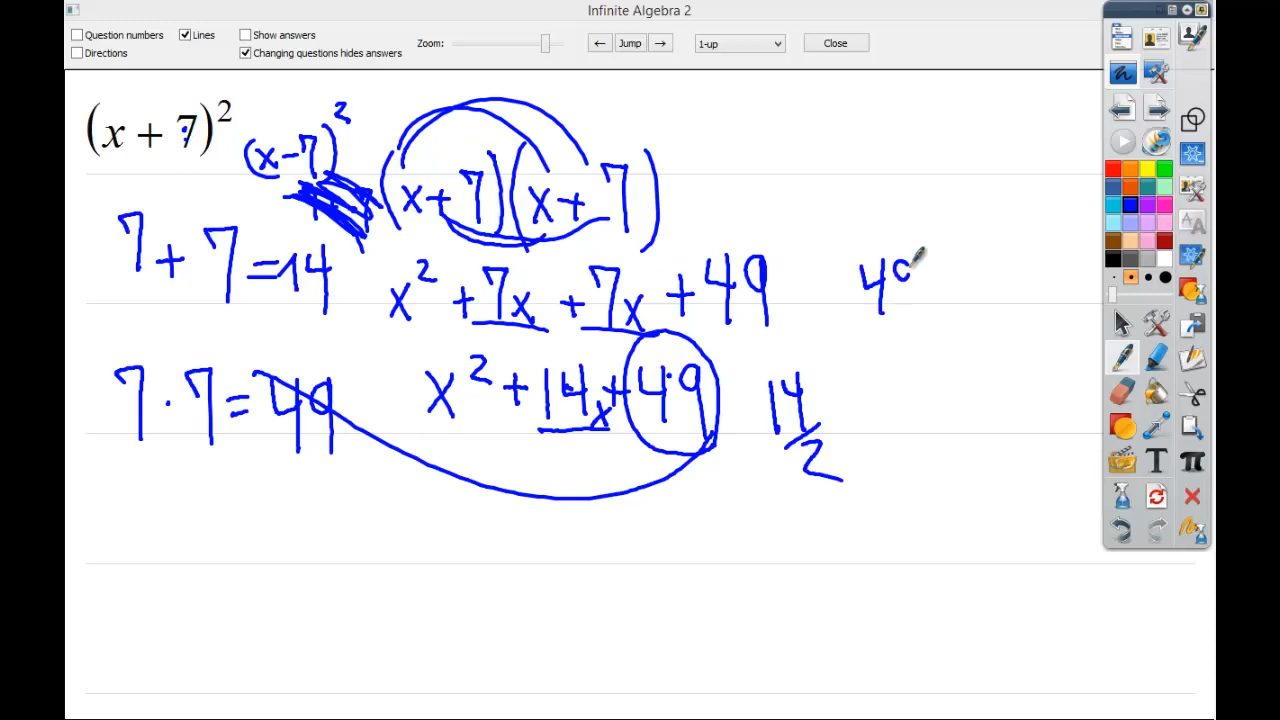 Infinite Algebra 2
Question numbers Lines Show answers
Directions Changing questions hides answers
Zoom: ← Jump → 1-up Close
(x + 7)²
(x - 7)²
(x + 7)(x + 7)
7 + 7 = 14
x² + 7x + 7x + 49
49
7 · 7 = 49
x² + 14x + 49
14/2